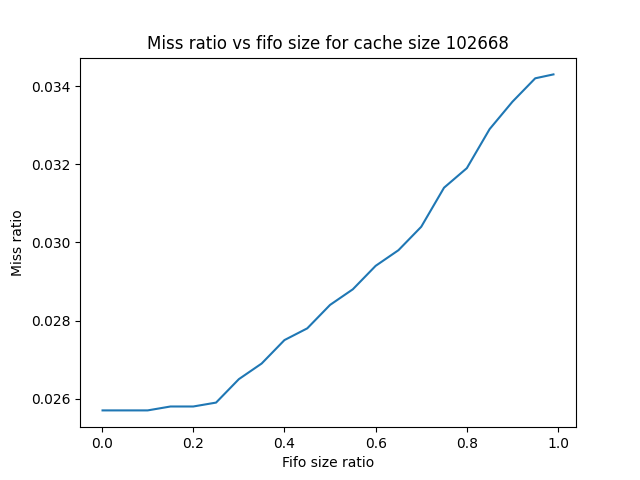 Miss ratio vs fifo size for cache size 102668
0.034
0.032
0.030
0.028
0.026
Miss ratio
0.0 0.2 0.4 0.6 0.8 1.0
Fifo size ratio